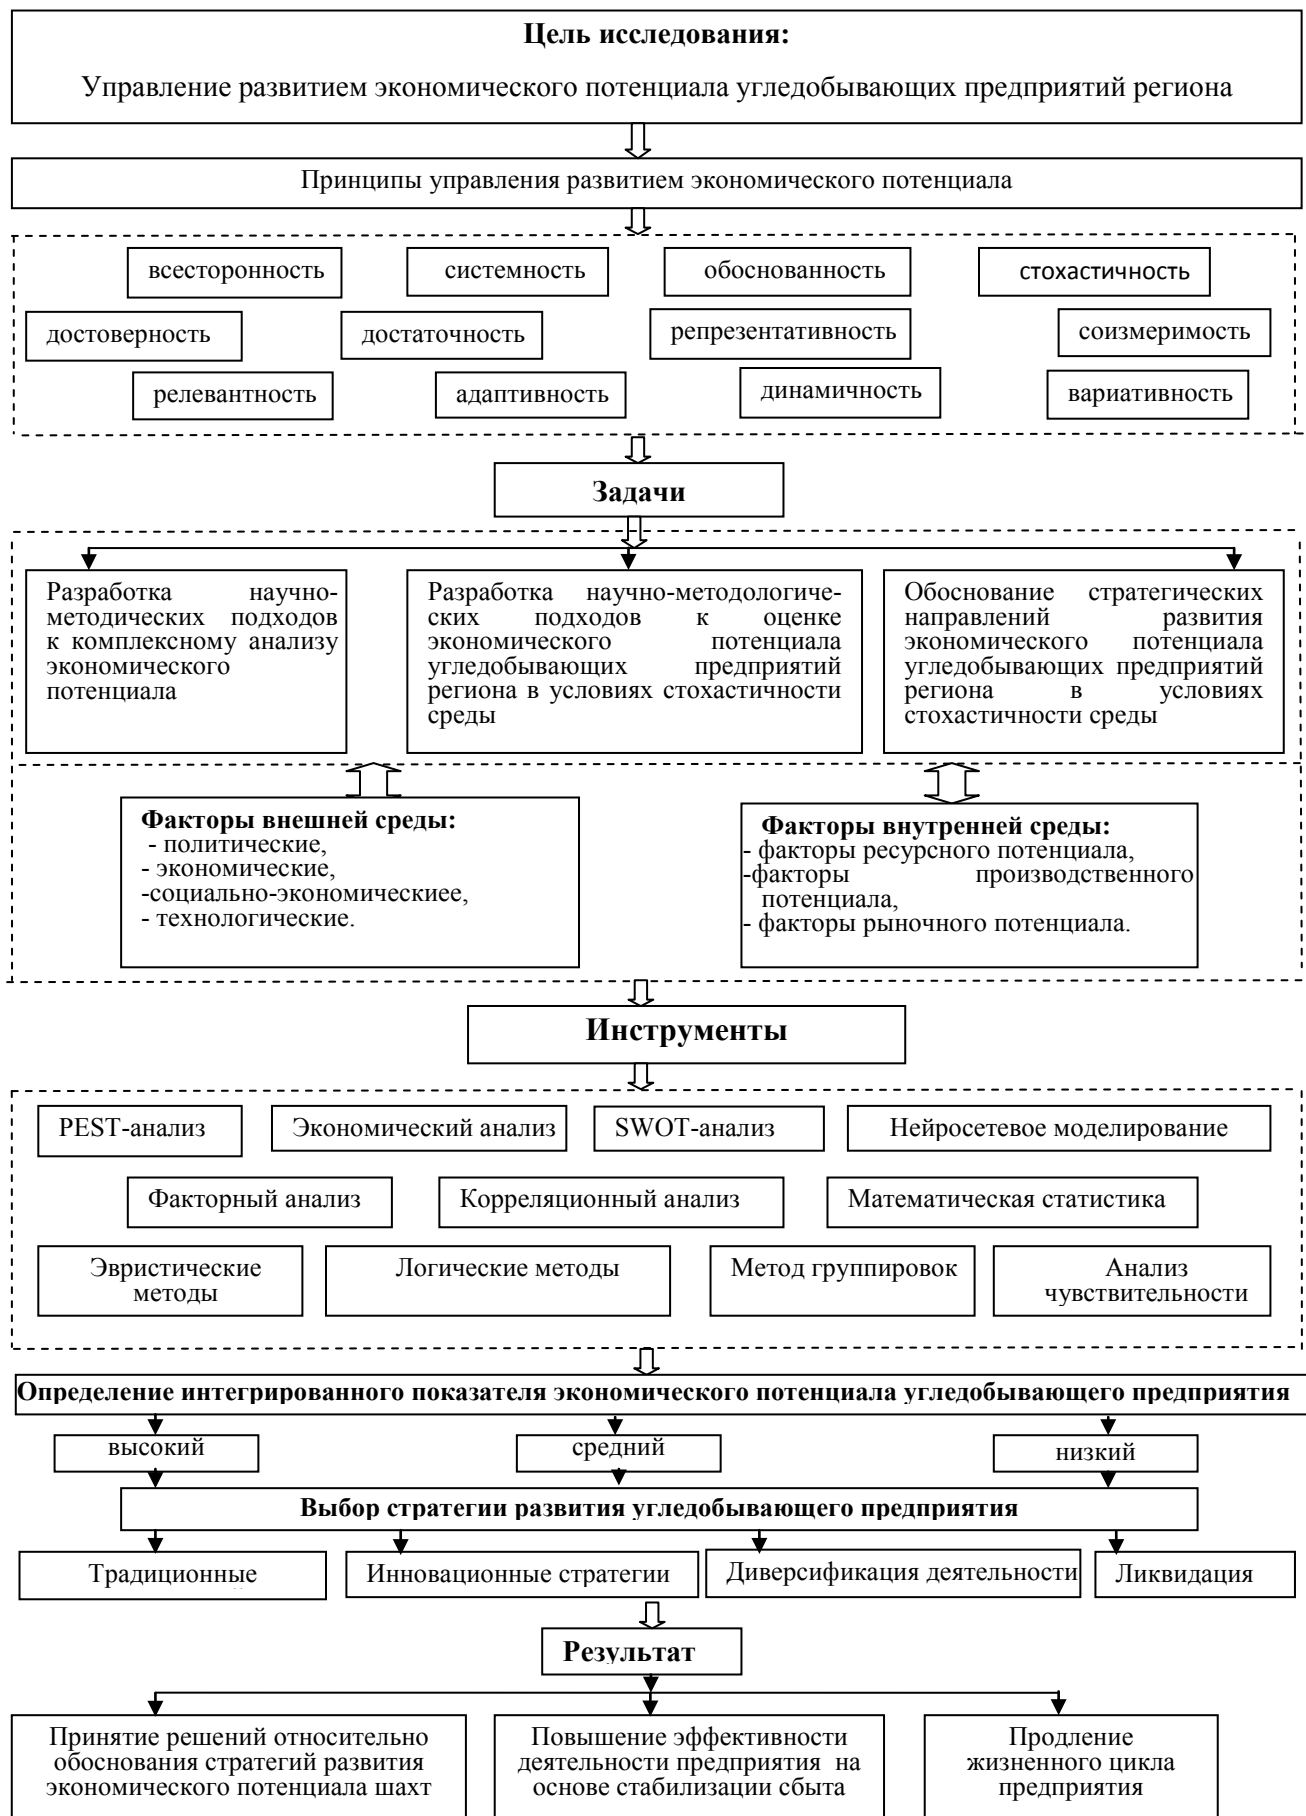 Цель исследования:
Управление развитием экономического потенциала угледобывающих предприятий региона
Принципы управления развитием экономического потенциала
всесторонность
системность
обоснованность
стохастичность
достоверность
достаточность
репрезентативность
соизмеримость
релевантность
адаптивность
динамичность
вариативность
Задачи
Разработка научно-
методических подходов
к комплексному анализу
экономического
потенциала
Разработка научно-методологиче-
ских подходов к оценке
экономического потенциала
угледобывающих предприятий
региона в условиях стохастичности
среды
Обоснование стратегических
направлений развития
экономического потенциала
угледобывающих предприятий
региона в условиях
стохастичности среды
Факторы внешней среды:
- политические,
- экономические,
-социально-экономическиее,
- технологические.
Факторы внутренней среды:
- факторы ресурсного потенциала,
-факторы производственного
потенциала,
- факторы рыночного потенциала.
Инструменты
PEST-анализ
Экономический анализ
SWOT-анализ
Нейросетевое моделирование
Факторный анализ
Корреляционный анализ
Математическая статистика
Эвристические
методы
Логические методы
Метод группировок
Анализ
чувствительности
Определение интегрированного показателя экономического потенциала угледобывающего предприятия
высокий
средний
низкий
Выбор стратегии развития угледобывающего предприятия
Традиционные
Инновационные стратегии
Диверсификация деятельности
Ликвидация
Результат
Принятие решений относительно
обоснования стратегий развития
экономического потенциала шахт
Повышение эффективности
деятельности предприятия на
основе стабилизации сбыта
Продление
жизненного цикла
предприятия